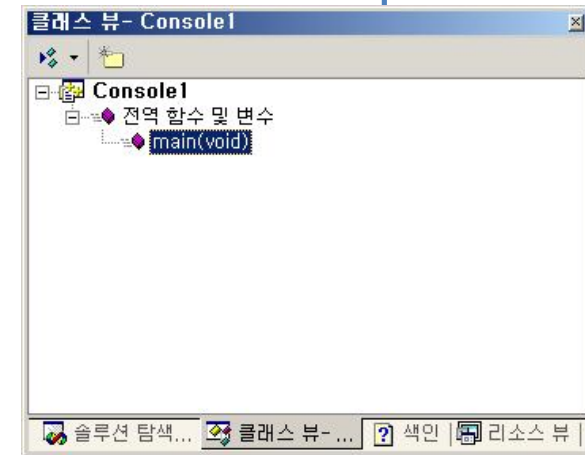 클래스 뷰- Console1
Console1
전역 함수 및 변수
main(void)
솔루션 탐색... 클래스 뷰- ... 색인 리소스 뷰